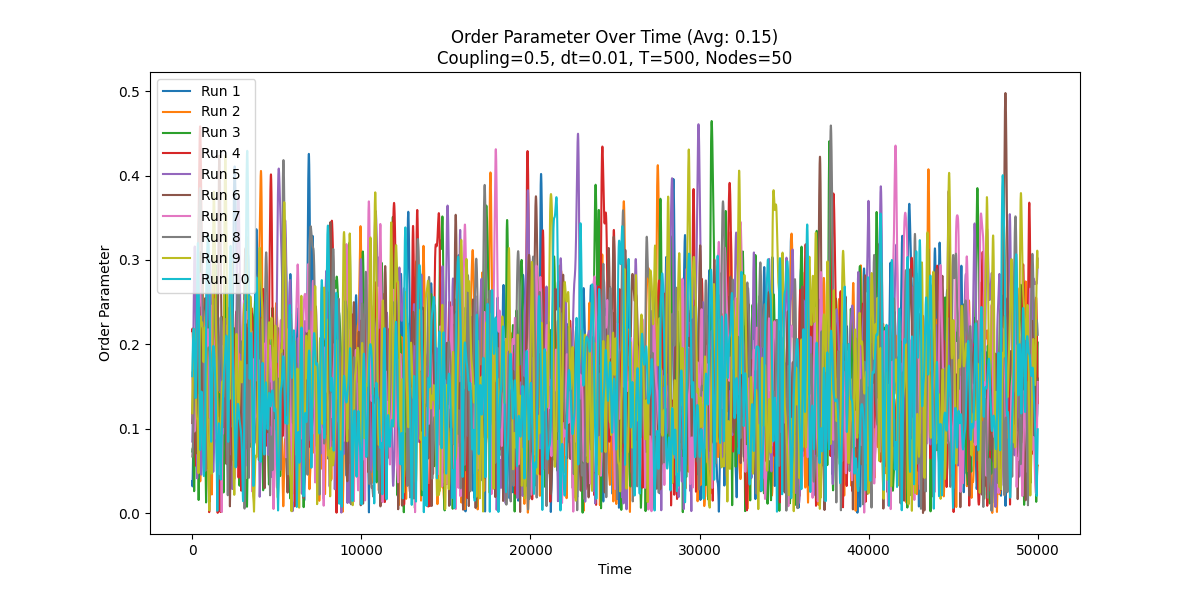 Order Parameter Over Time (Avg: 0.15)
Coupling=0.5, dt=0.01, T=500, Nodes=50
Order Parameter
0.5
0.4
0.3
0.2
0.1
0.0
Run 1
Run 2
Run 3
Run 4
Run 5
Run 6
Run 7
Run 8
Run 9
Run 10
0 10000 20000 30000 40000 50000
Time